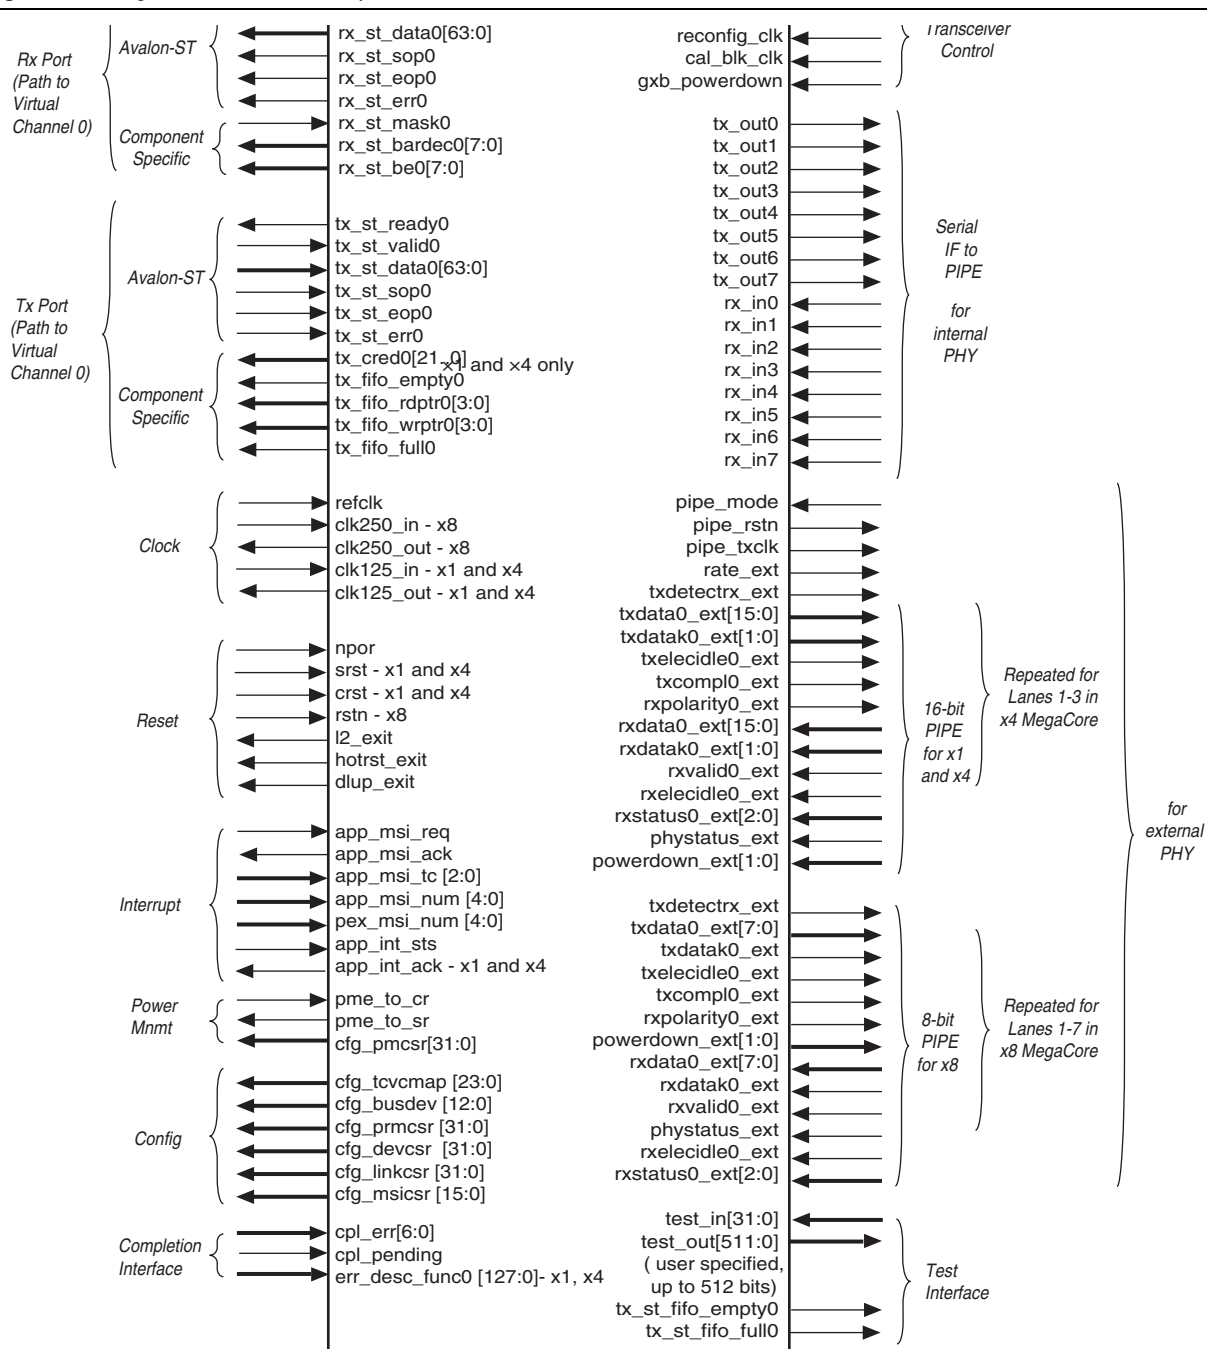 Rx Port
(Path to
Virtual
Channel 0)
Avalon-ST
rx_st_data0[63:0]
rx_st_sop0
rx_st_eop0
rx_st_err0
Component
Specific
rx_st_mask0
rx_st_bardec0[7:0]
rx_st_be0[7:0]
Tx Port
(Path to
Virtual
Channel 0)
Avalon-ST
tx_st_ready0
tx_st_valid0
tx_st_data0[63:0]
tx_st_sop0
tx_st_eop0
tx_st_err0
Component
Specific
tx_cred0[21..0]
×1 and ×4 only
tx_fifo_empty0
tx_fifo_rdptr0[3:0]
tx_fifo_wrptr0[3:0]
tx_fifo_full0
Clock
refclk
clk250_in - x8
clk250_out - x8
clk125_in - x1 and x4
clk125_out - x1 and x4
Reset
npor
srst - x1 and x4
crst - x1 and x4
rstn - x8
l2_exit
hotrst_exit
dlup_exit
Interrupt
app_msi_req
app_msi_ack
app_msi_tc [2:0]
app_msi_num [4:0]
pex_msi_num [4:0]
app_int_sts
app_int_ack - x1 and x4
Power
Mnmt
pme_to_cr
pme_to_sr
cfg_pmcsr[31:0]
Config
cfg_tcvcmap [23:0]
cfg_busdev [12:0]
cfg_prmcsr [31:0]
cfg_devcsr [31:0]
cfg_linkcsr [31:0]
cfg_msicsr [15:0]
Completion
Interface
cpl_err[6:0]
cpl_pending
err_desc_func0 [127:0]- x1, x4
reconfig_clk
cal_blk_clk
gxb_powerdown
Transceiver
Control
tx_out0
tx_out1
tx_out2
tx_out3
tx_out4
tx_out5
tx_out6
tx_out7
rx_in0
rx_in1
rx_in2
rx_in3
rx_in4
rx_in5
rx_in6
rx_in7
Serial
IF to
PIPE
for
internal
PHY
pipe_mode
pipe_rstn
pipe_txclk
rate_ext
txdetectrx_ext
txdata0_ext[15:0]
txdatak0_ext[1:0]
txelecidle0_ext
txcompl0_ext
rxpolarity0_ext
rxdata0_ext[15:0]
rxdatak0_ext[1:0]
rxvalid0_ext
rxelecidle0_ext
rxstatus0_ext[2:0]
phystatus_ext
powerdown_ext[1:0]
16-bit
PIPE
for x1
and x4
Repeated for
Lanes 1-3 in
x4 MegaCore
txdetectrx_ext
txdata0_ext[7:0]
txdatak0_ext
txelecidle0_ext
txcompl0_ext
rxpolarity0_ext
powerdown_ext[1:0]
rxdata0_ext[7:0]
rxdatak0_ext
rxvalid0_ext
phystatus_ext
rxelecidle0_ext
rxstatus0_ext[2:0]
8-bit
PIPE
for x8
Repeated for
Lanes 1-7 in
x8 MegaCore
for
external
PHY
test_in[31:0]
test_out[511:0]
( user specified,
up to 512 bits)
tx_st_fifo_empty0
tx_st_fifo_full0
Test
Interface